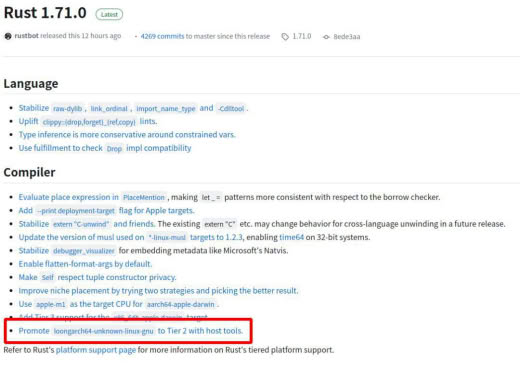 Rust 1.71.0 Latest
rustbot released this 12 hours ago · 4269 commits to master since this release 1.71.0 8ede3aa
Language
• Stabilize raw-dylib, link_ordinal, import_name_type and -Cdlltool.
• Uplift clippy::{drop,forget}_{ref,copy} lints.
• Type inference is more conservative around constrained vars.
• Use fulfillment to check Drop impl compatibility
Compiler
• Evaluate place expression in PlaceMention, making let _ = patterns more consistent with respect to the borrow checker.
• Add --print deployment-target flag for Apple targets.
• Stabilize extern "C-unwind" and friends. The existing extern "C" etc. may change behavior for cross-language unwinding in a future release.
• Update the version of musl used on *-linux-musl targets to 1.2.3, enabling time64 on 32-bit systems.
• Stabilize debugger_visualizer for embedding metadata like Microsoft's Natvis.
• Enable flatten-format-args by default.
• Make Self respect tuple constructor privacy.
• Improve niche placement by trying two strategies and picking the better result.
• Use apple-m1 as the target CPU for aarch64-apple-darwin.
• Add Tier 3 support for the x86_64h-apple-darwin target.
• Promote loongarch64-unknown-linux-gnu to Tier 2 with host tools.
Refer to Rust's platform support page for more information on Rust's tiered platform support.